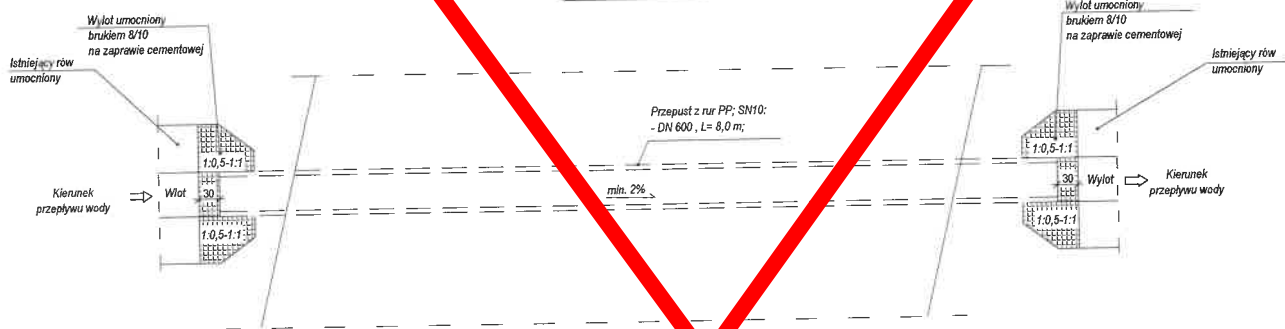 Wylot umocniony
brukiem 8/10
na zaprawie cementowej
Istniejący rów
umocniony
1:0,5-1:1
Kierunek
przepływu wody
Wlot
30
1:0,5-1:1
Przepust z rur PP; SN10:
- DN 600 , L= 8,0 m;
min. 2%
Wylot umocniony
brukiem 8/10
na zaprawie cementowej
Istniejący rów
umocniony
1:0,5-1:1
30
Wylot
Kierunek
przepływu wody
1:0,5-1:1